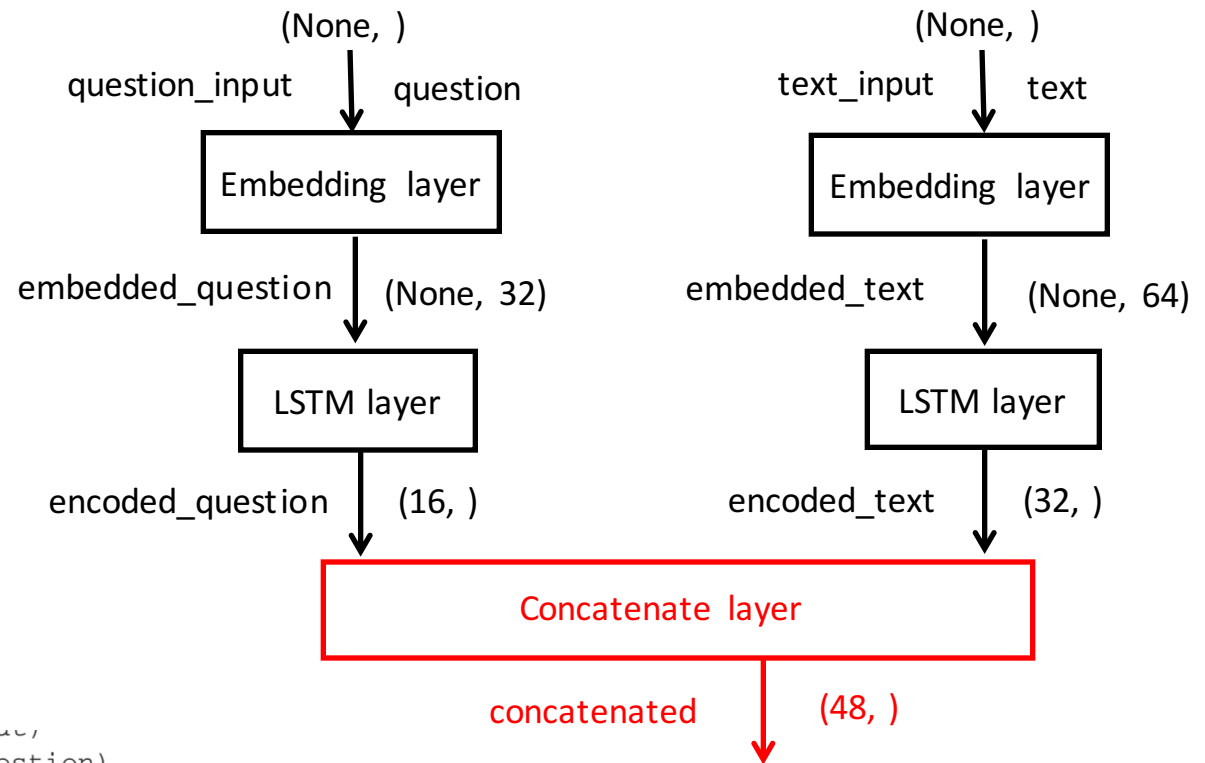 (None, ) (None, )
question_input question text_input text
Embedding layer Embedding layer
embedded_question (None, 32) embedded_text (None, 64)
LSTM layer LSTM layer
encoded_question (16, ) encoded_text (32, )
Concatenate layer
concatenated (48, )